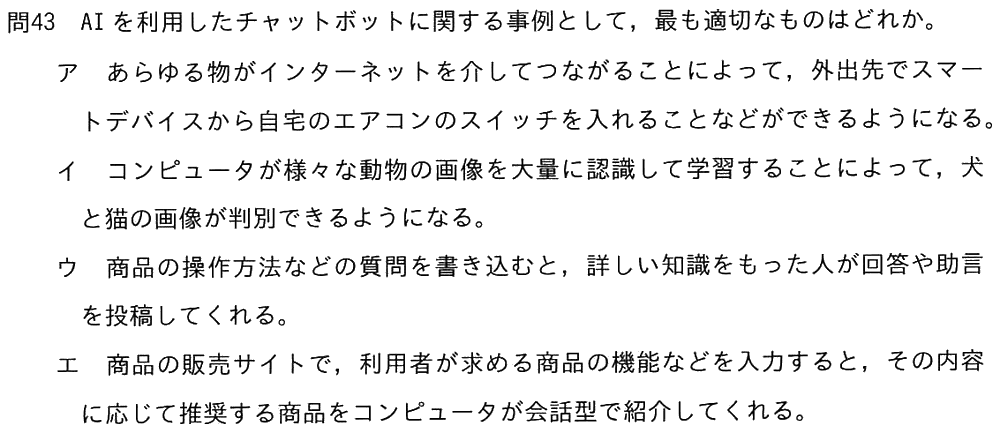 問43 AIを利用したチャットボットに関する事例として，最も適切なものはどれか。
ア あらゆる物がインターネットを介してつながることによって，外出先でスマー
トデバイスから自宅のエアコンのスイッチを入れることなどができるようになる。
イ コンピュータが様々な動物の画像を大量に認識して学習することによって，犬
と猫の画像が判別できるようになる。
ウ 商品の操作方法などの質問を書き込むと，詳しい知識をもった人が回答や助言
を投稿してくれる。
エ 商品の販売サイトで，利用者が求める商品の機能などを入力すると，その内容
に応じて推奨する商品をコンピュータが会話型で紹介してくれる。